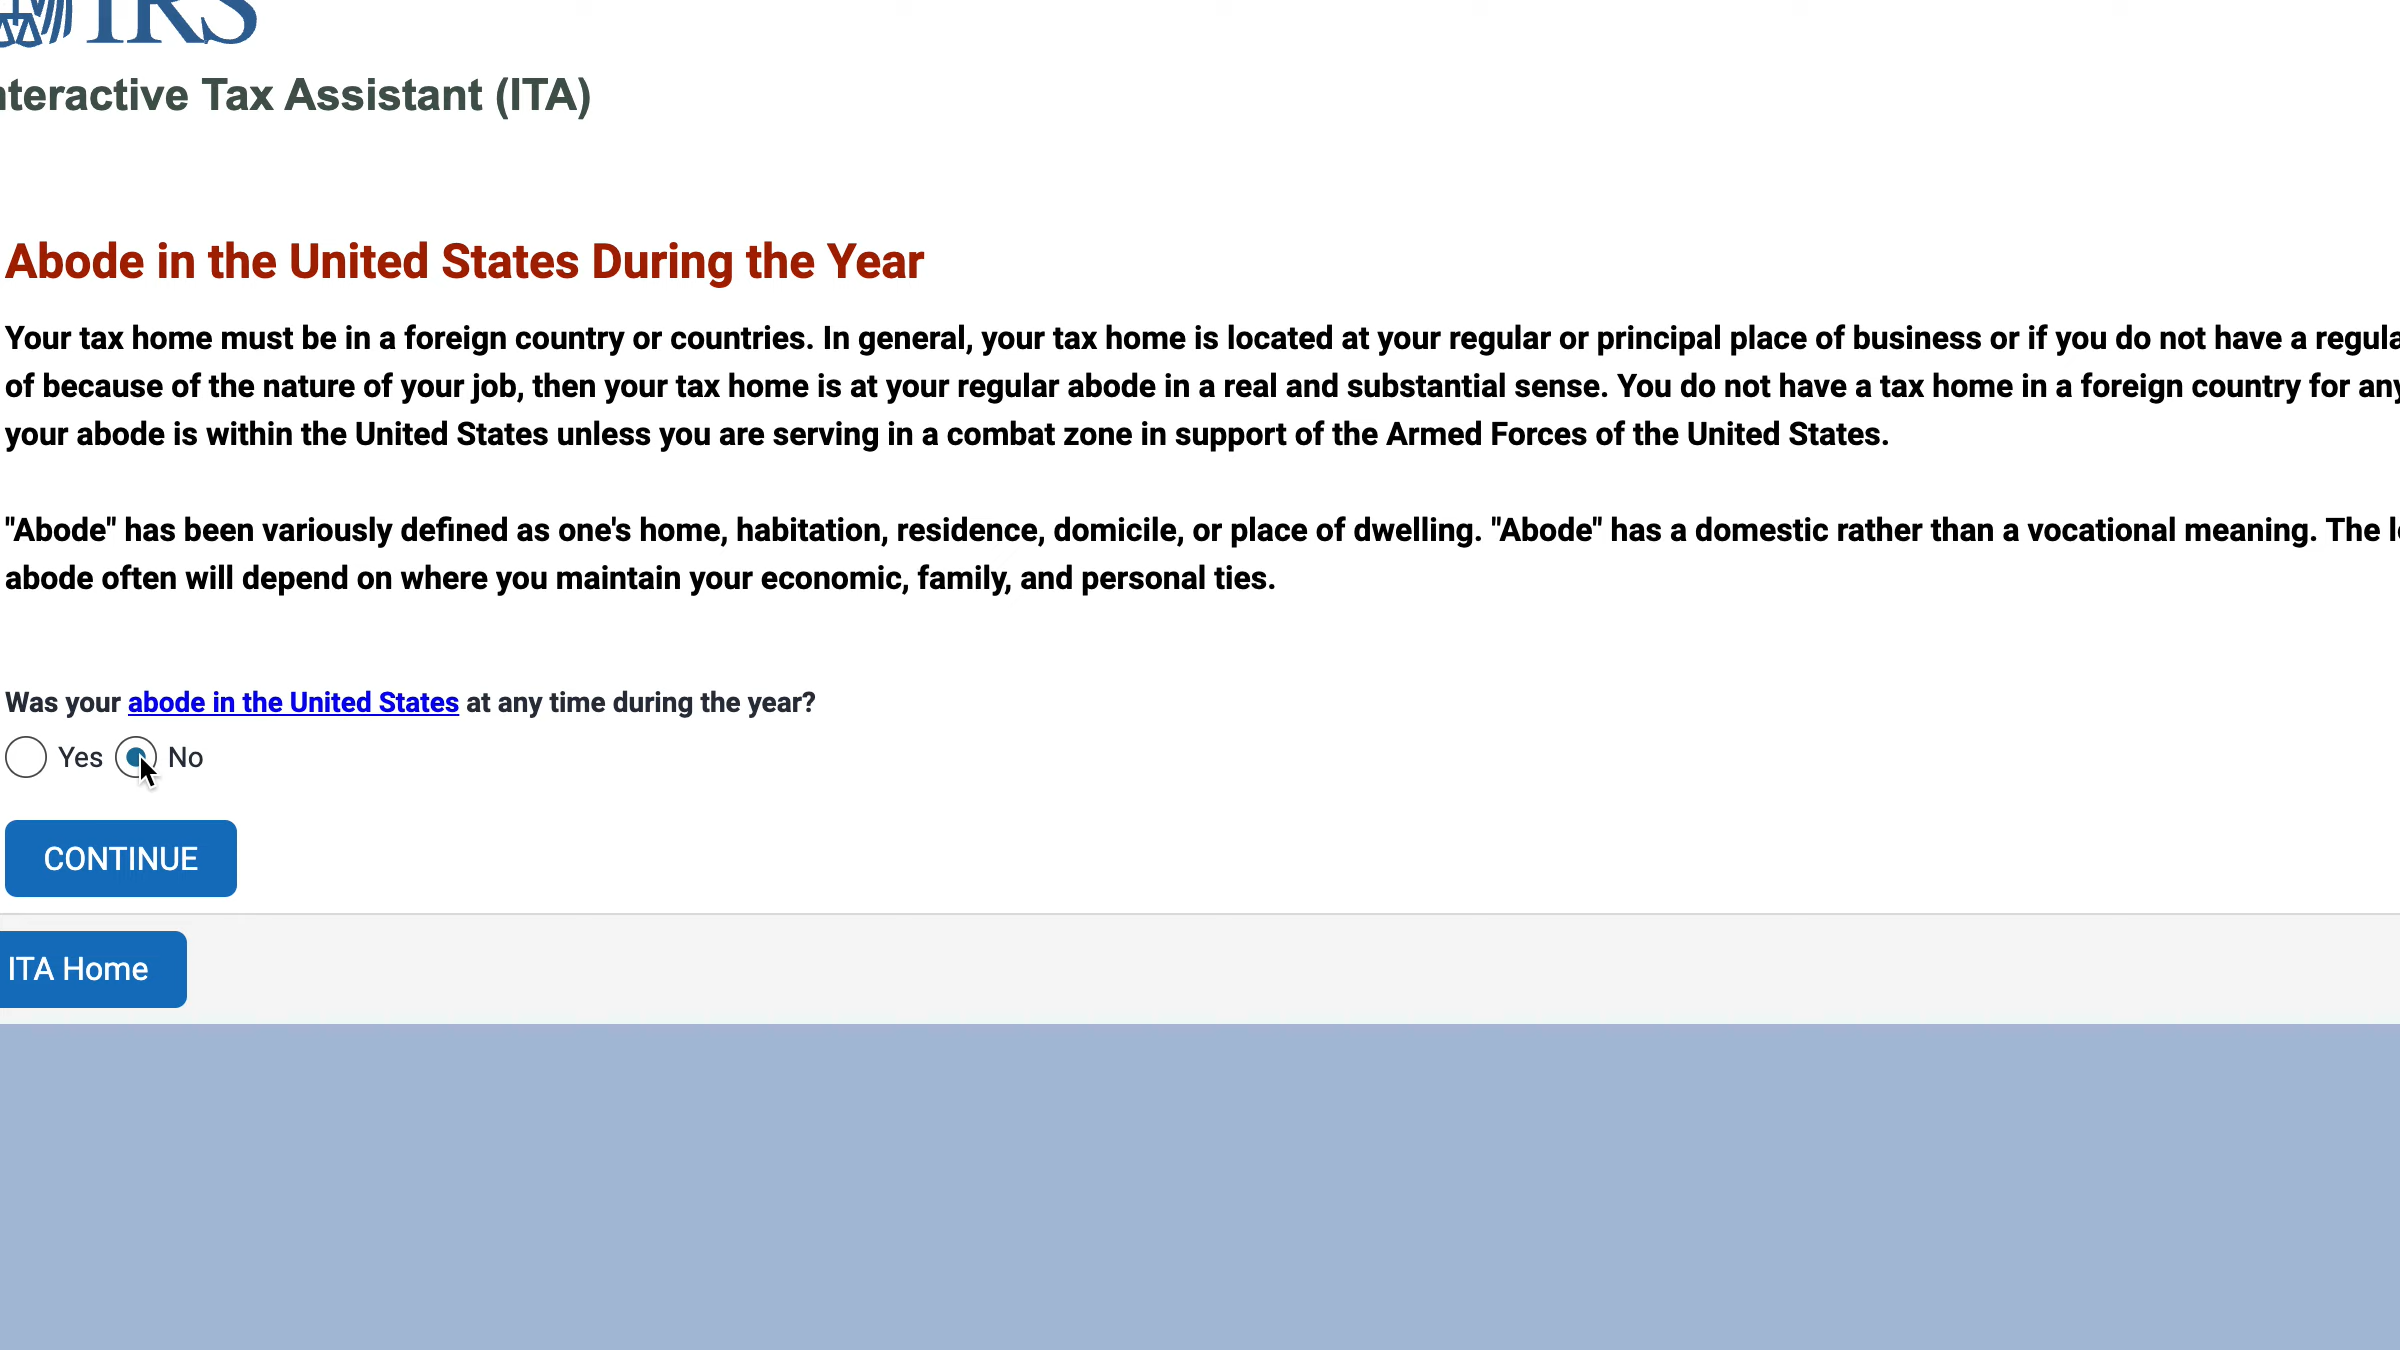 IRS
nteractive Tax Assistant (ITA)
Abode in the United States During the Year
Your tax home must be in a foreign country or countries. In general, your tax home is located at your regular or principal place of business or if you do not have a regula
of because of the nature of your job, then your tax home is at your regular abode in a real and substantial sense. You do not have a tax home in a foreign country for any
your abode is within the United States unless you are serving in a combat zone in support of the Armed Forces of the United States.
"Abode" has been variously defined as one's home, habitation, residence, domicile, or place of dwelling. "Abode" has a domestic rather than a vocational meaning. The
abode often will depend on where you maintain your economic, family, and personal ties.
Was your abode in the United States at any time during the year?
Yes No
CONTINUE
ITA Home